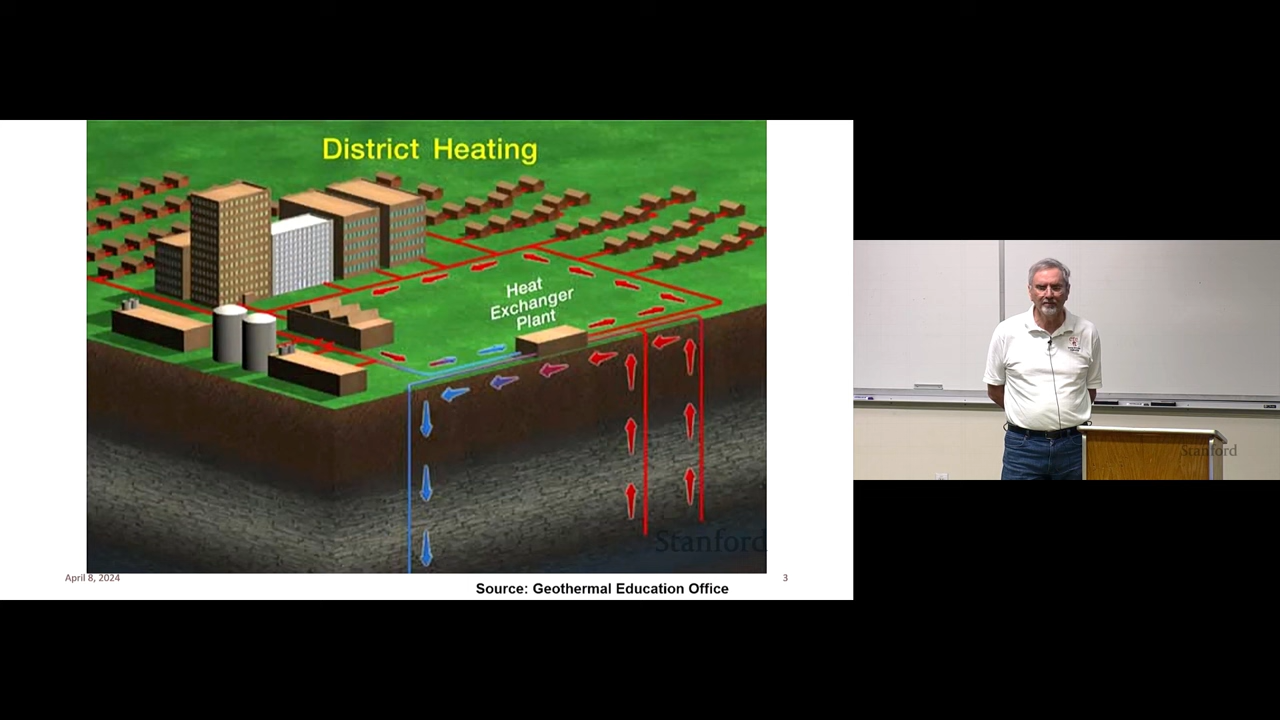 District Heating
Heat
Exchanger
Plant
Stanford
April 8, 2024
3
Source: Geothermal Education Office
Stanford